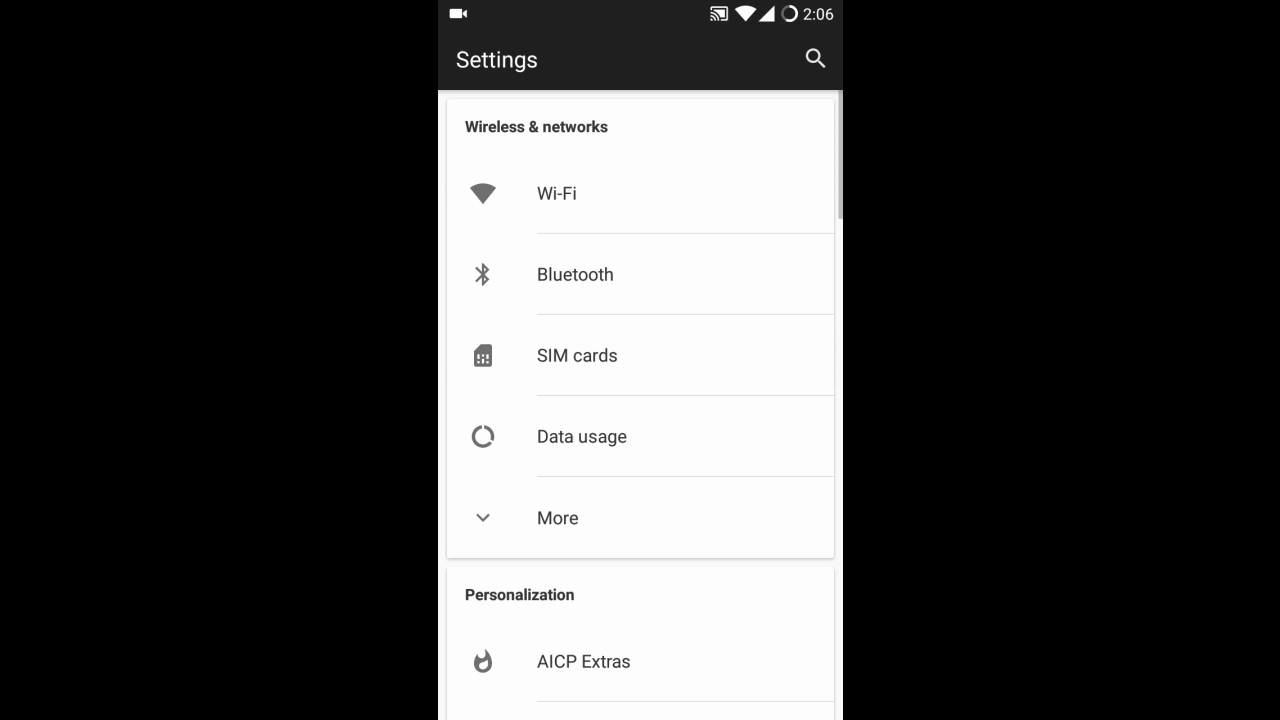 2:06
Settings
Wireless & networks
Wi-Fi
Bluetooth
SIM cards
Data usage
More
Personalization
AICP Extras